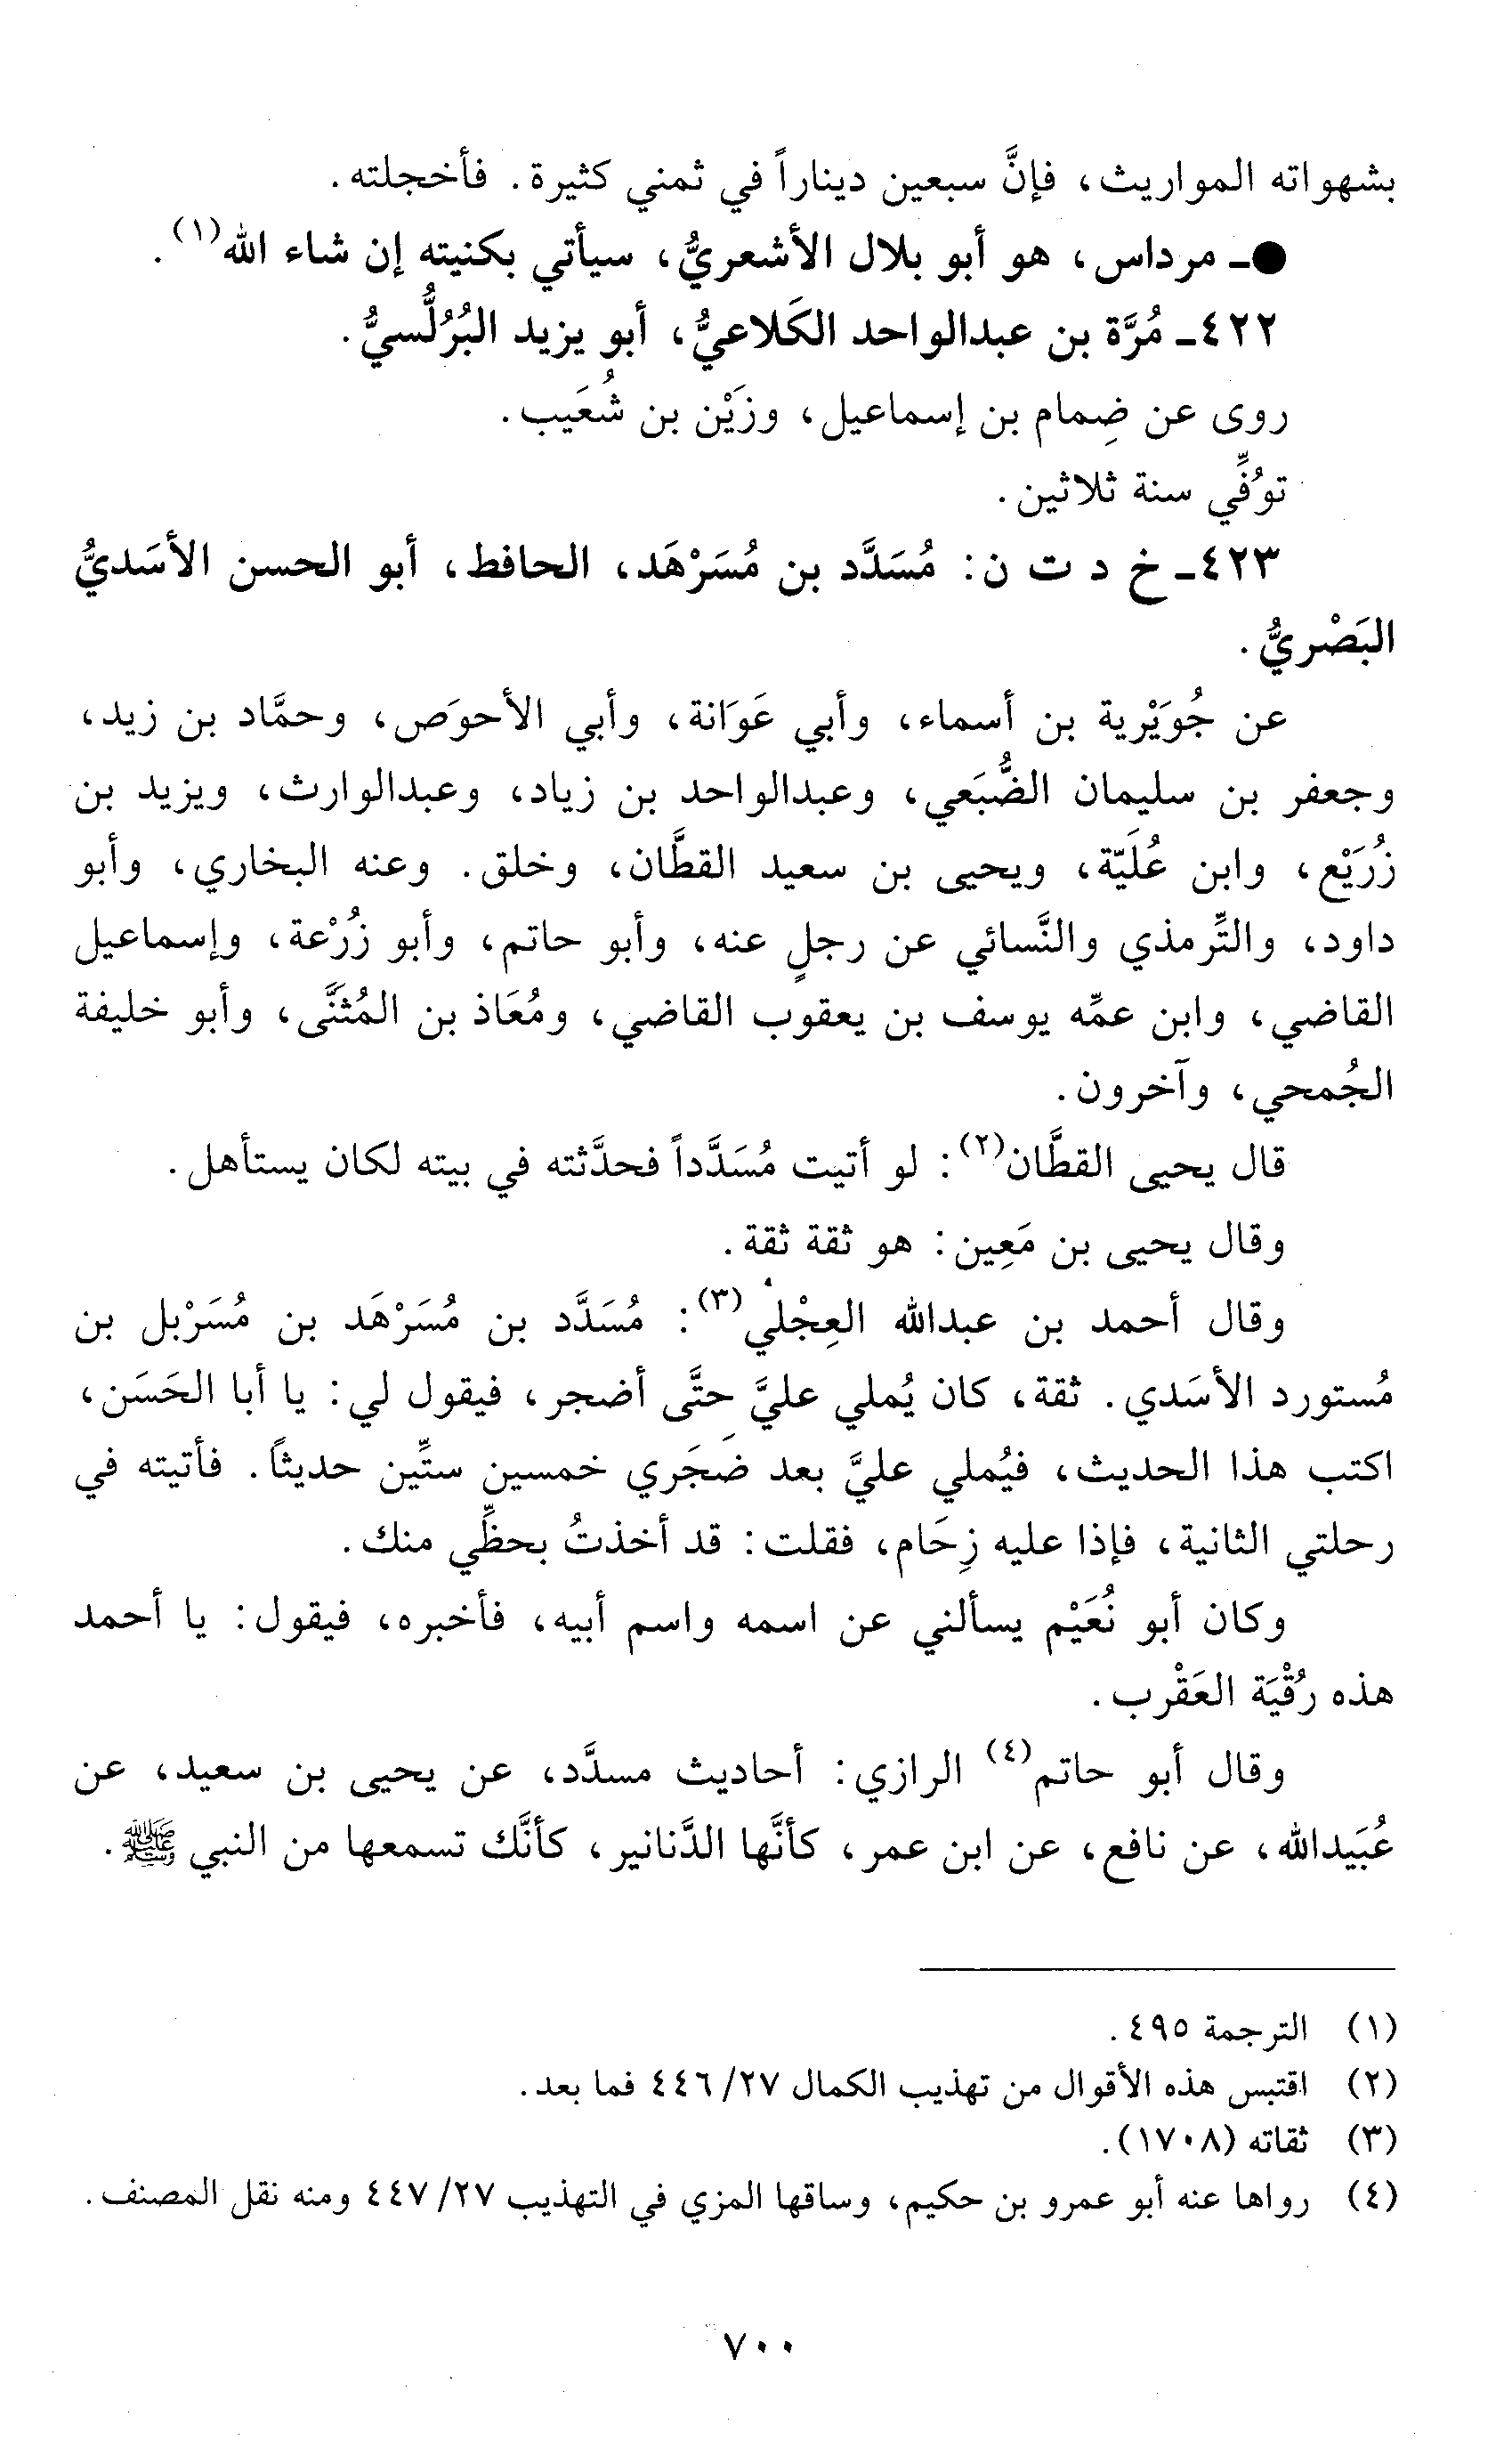 بشهواته المواريث، فإنَّ سبعين ديناراً في ثمني كثيرة. فأخجلته.
●ـ مرداس، هو أبو بلال الأشعريُّ، سيأتي بكنيته إن شاء الله(١).
٤٢٢ـ مُرَّة بن عبدالواحد الكَلاعيُّ، أبو يزيد البُرُلُّسيُّ.
روى عن ضِمام بن إسماعيل، وزَيْن بن شُعَيب.
توُفِّي سنة ثلاثين.
٤٢٣ـ خ د ت ن: مُسَدَّد بن مُسَرْهَد، الحافط، أبو الحسن الأسَديُّ
البَصْريُّ.
عن جُوَيْرية بن أسماء، وأبي عَوَانة، وأبي الأحوَص، وحمَّاد بن زيد،
وجعفر بن سليمان الضُّبَعي، وعبدالواحد بن زياد، وعبدالوارث، ويزيد بن
زُرَيْع، وابن عُلَيّة، ويحيى بن سعيد القطَّان، وخلق. وعنه البخاري، وأبو
داود، والتِّرمذي والنَّسائي عن رجلٍ عنه، وأبو حاتم، وأبو زُرْعة، وإسماعيل
القاضي، وابن عمِّه يوسف بن يعقوب القاضي، ومُعَاذ بن المُثنَّى، وأبو خليفة
الجُمحي، وآخرون.
قال يحيى القطَّان(٢): لو أتيت مُسَدَّداً فحدَّثته في بيته لكان يستأهل.
وقال يحيى بن مَعِين: هو ثقة ثقة.
وقال أحمد بن عبدالله العِجْلي(٣): مُسَدَّد بن مُسَرْهَد بن مُسَرْبل بن
مُستورد الأسَدي. ثقة، كان يُملي عليَّ حتَّى أضجر، فيقول لي: يا أبا الحَسَن،
اكتب هذا الحديث، فيُملي عليَّ بعد ضَجَري خمسين ستِّين حديثاً. فأتيته في
رحلتي الثانية، فإذا عليه زِحَام، فقلت: قد أخذتُ بحظِّي منك.
وكان أبو نُعَيْم يسألني عن اسمه واسم أبيه، فأخبره، فيقول: يا أحمد
هذه رُقْيَة العَقْرب.
وقال أبو حاتم(٤) الرازي: أحاديث مسدَّد، عن يحيى بن سعيد، عن
عُبَيدالله، عن نافع، عن ابن عمر، كأنَّها الدَّنانير، كأنَّك تسمعها من النبي ﷺ.
(١) الترجمة ٤٩٥.
(٢) اقتبس هذه الأقوال من تهذيب الكمال ٢٧/ ٤٤٦ فما بعد.
(٣) ثقاته (١٧٠٨).
(٤) رواها عنه أبو عمرو بن حكيم، وساقها المزي في التهذيب ٢٧/ ٤٤٧ ومنه نقل المصنف.
٧٠٠